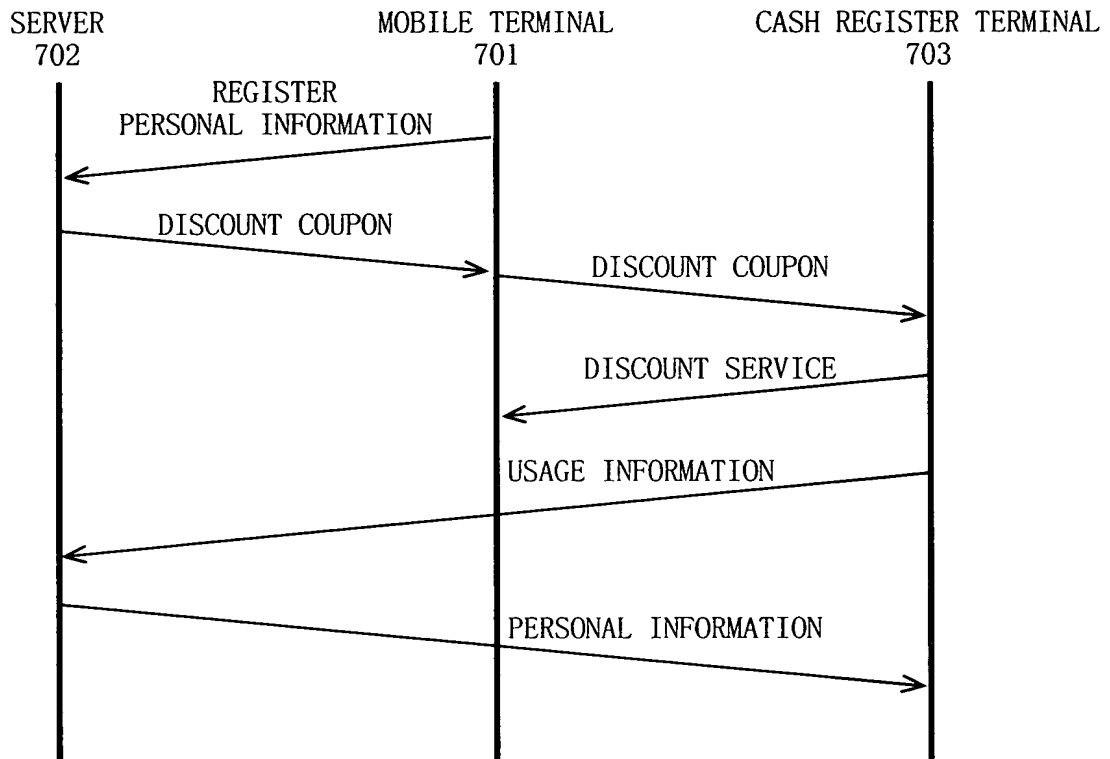 SERVER
702
MOBILE TERMINAL
701
CASH REGISTER TERMINAL
703
REGISTER
PERSONAL INFORMATION
DISCOUNT COUPON
DISCOUNT COUPON
DISCOUNT SERVICE
USAGE INFORMATION
PERSONAL INFORMATION